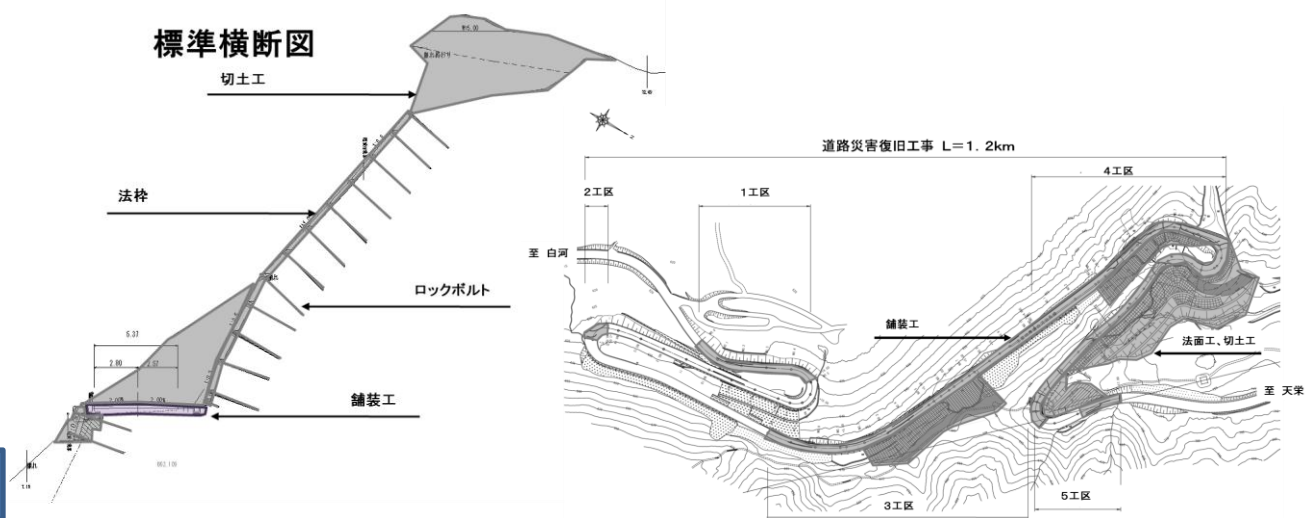 標準横断図
切土工
法枠
ロックボルト
5.37
2.80
舗装工
道路災害復旧工事 L=1.2km
4工区
2工区
1工区
至 白河
舗装工
法面工、切土工
至 天栄
3工区
5工区